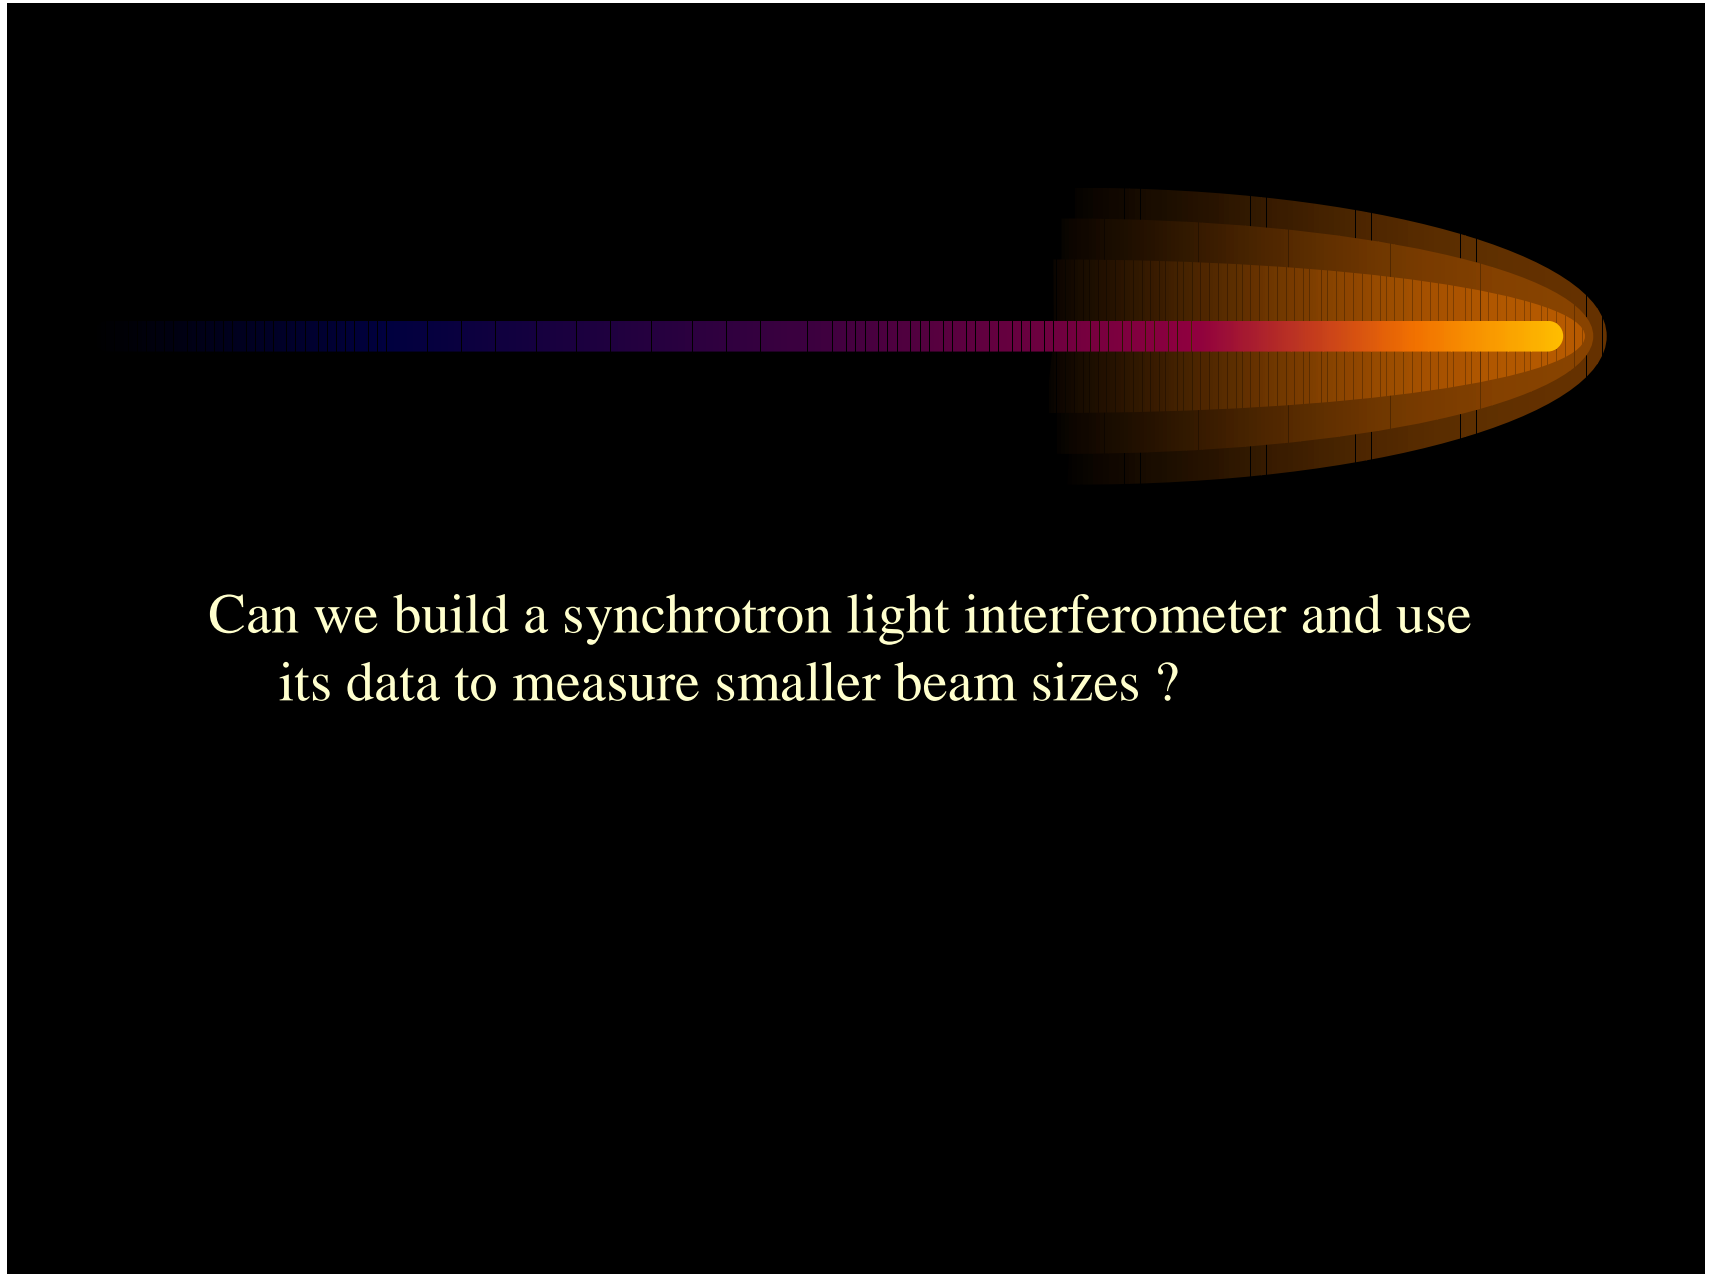 Can we build a synchrotron light interferometer and use
its data to measure smaller beam sizes ?